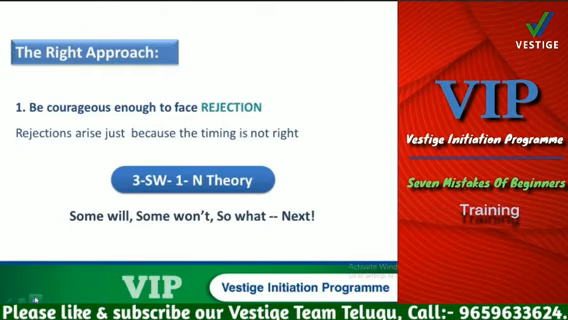 The Right Approach:
1. Be courageous enough to face REJECTION
Rejections arise just because the timing is not right
3-SW- 1- N Theory
Some will, Some won't, So what -- Next!
Activate Wind
VIP
Vestige Initiation Programme
VESTIGE
VIP
Vestige Initiation Programme
Seven Mistakes Of Beginners
Training
Please like & subscribe our Vestige Team Telugu, Call:- 9659633624.